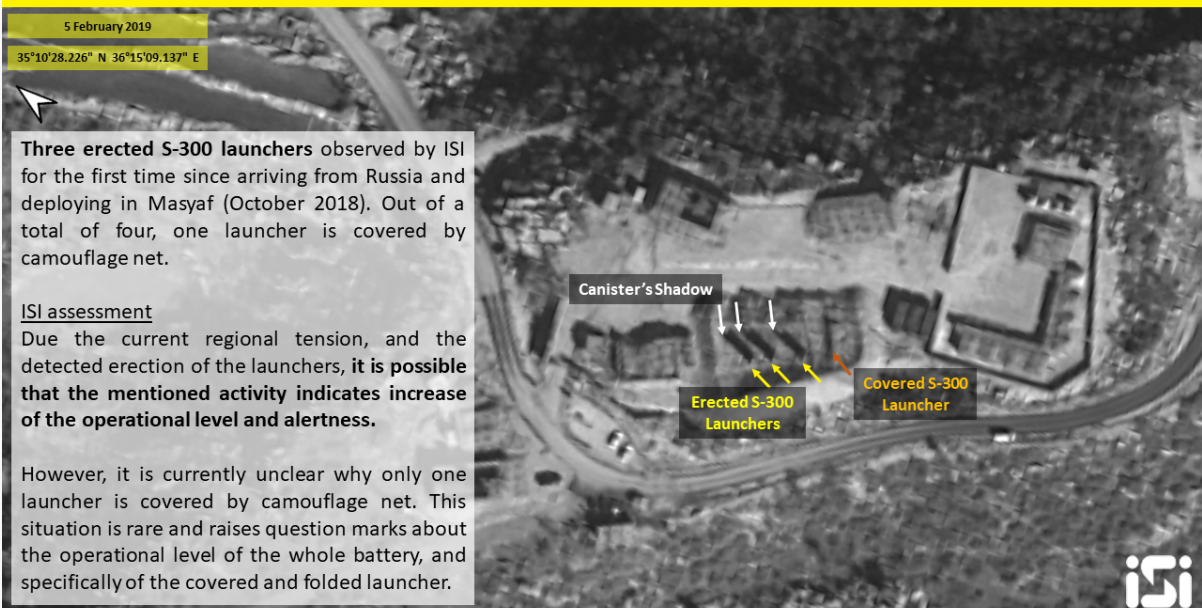 5 February 2019
35°10'28.226" N 36°15'09.137" E
Three erected S-300 launchers observed by ISI
for the first time since arriving from Russia and
deploying in Masyaf (October 2018). Out of a
total of four, one launcher is covered by
camouflage net.
ISI assessment
Due the current regional tension, and the
detected erection of the launchers, it is possible
that the mentioned activity indicates increase
of the operational level and alertness.
However, it is currently unclear why only one
launcher is covered by camouflage net. This
situation is rare and raises question marks about
the operational level of the whole battery, and
specifically of the covered and folded launcher.
Canister's Shadow
Erected S-300
Launchers
Covered S-300
Launcher
iSi